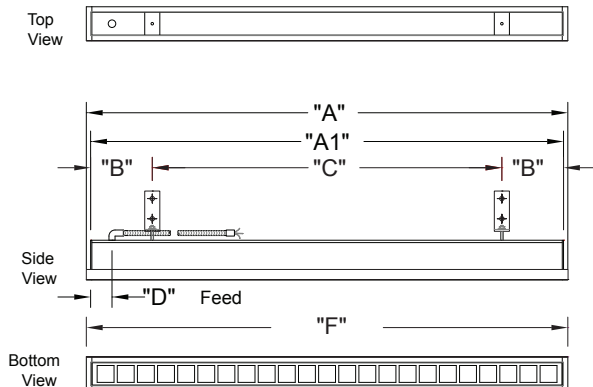 Top
View
"A"
"A1"
"B" "C" "B"
Side
View
"D" Feed
"F"
Bottom
View